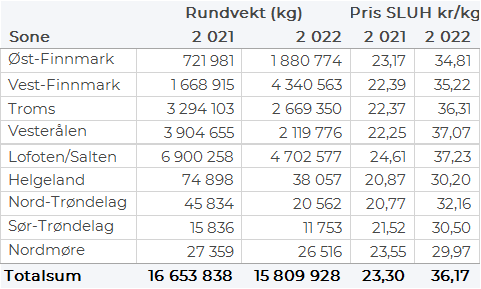 Rundvekt (kg) Pris SLUH kr/kg
Sone 2 021 2 022 2 021 2 022
Øst-Finnmark 721 981 1 880 774 23,17 34,81
Vest-Finnmark 1 668 915 4 340 563 22,39 35,22
Troms 3 294 103 2 669 350 22,37 36,31
Vesterålen 3 904 655 2 119 776 22,25 37,07
Lofoten/Salten 6 900 258 4 702 577 24,61 37,23
Helgeland 74 898 38 057 20,87 30,20
Nord-Trøndelag 45 834 20 562 20,77 32,16
Sør-Trøndelag 15 836 11 753 21,52 30,50
Nordmøre 27 359 26 516 23,55 29,97
Totalsum 16 653 838 15 809 928 23,30 36,17